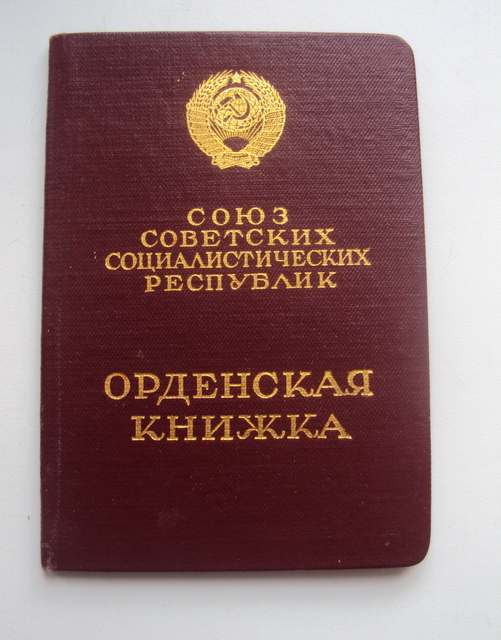 СОЮЗ
СОВЕТСКИХ
СОЦИАЛИСТИЧЕСКИХ
РЕСПУБЛИК
ОРДЕНСКАЯ
КНИЖКА